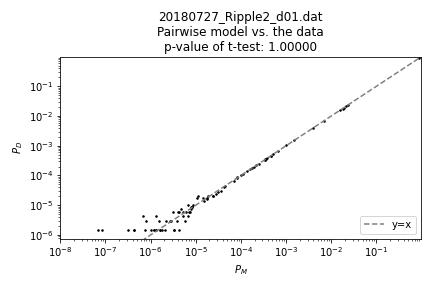 20180727_Ripple2_d01.dat
Pairwise model vs. the data
p-value of t-test: 1.00000
10⁻¹
10⁻²
10⁻³
10⁻⁴
10⁻⁵
10⁻⁶
P_D
y=x
10⁻⁸ 10⁻⁷ 10⁻⁶ 10⁻⁵ 10⁻⁴ 10⁻³ 10⁻² 10⁻¹
P_M